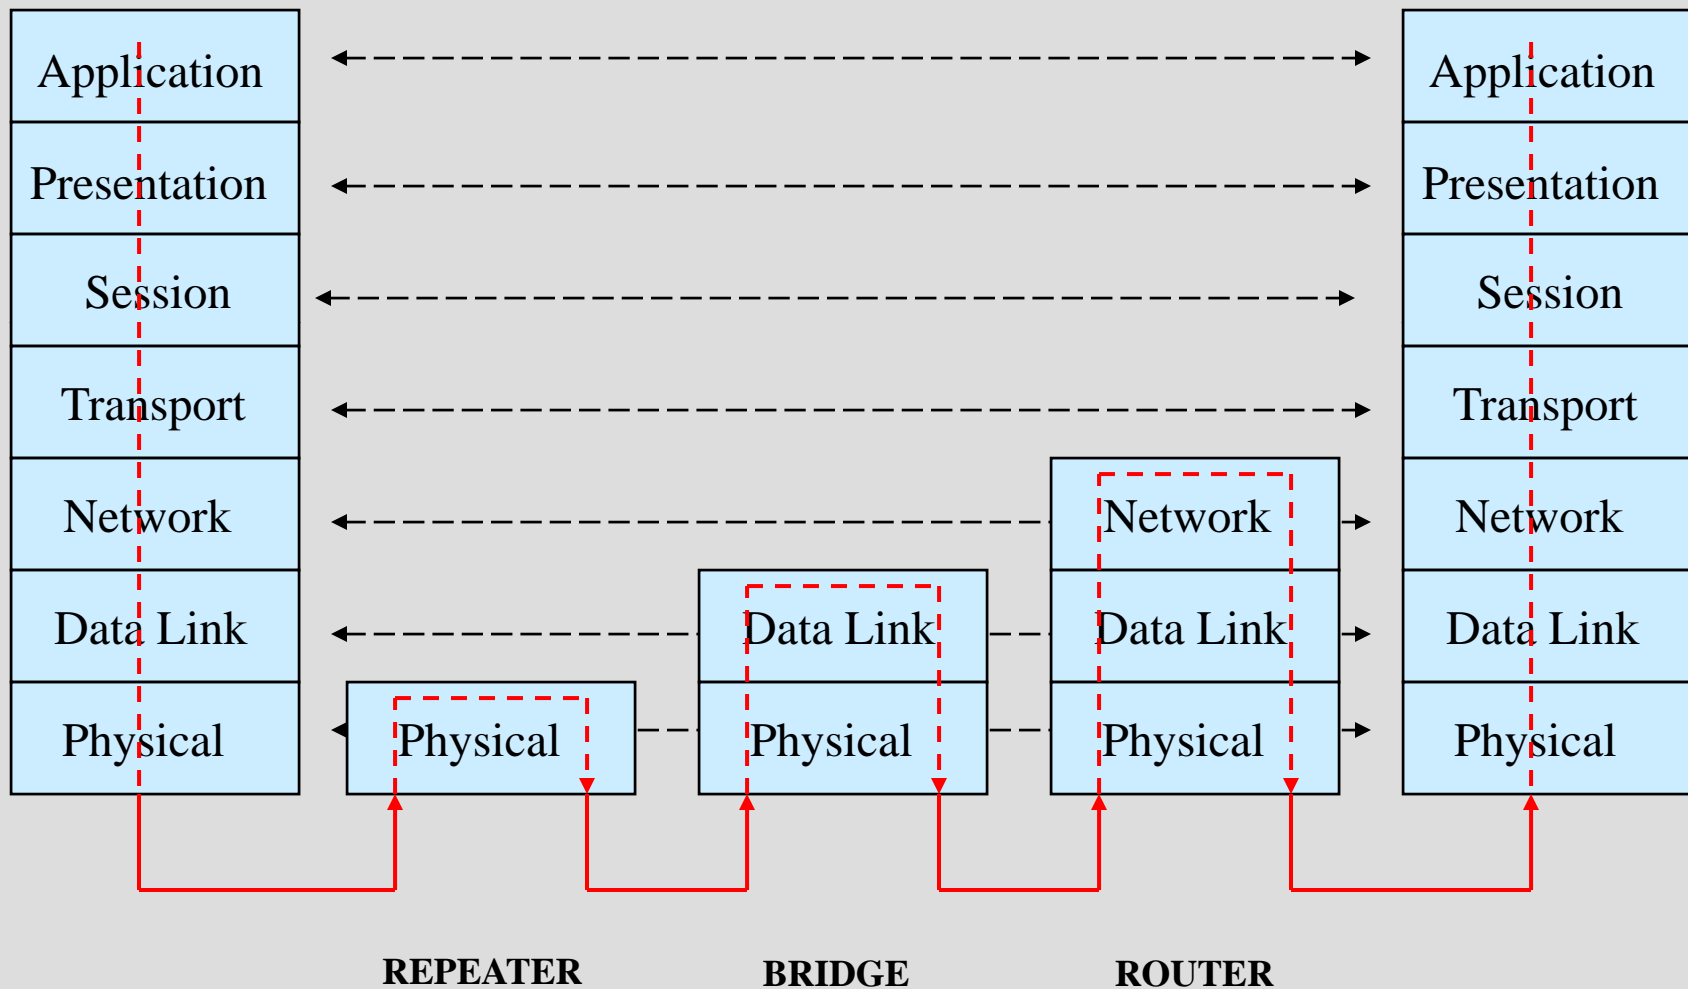 Application
Application
Presentation
Presentation
Session
Session
Transport
Transport
Network
Network
Network
Data Link
Data Link
Data Link
Data Link
Physical
Physical
Physical
Physical
Physical
REPEATER
BRIDGE
ROUTER